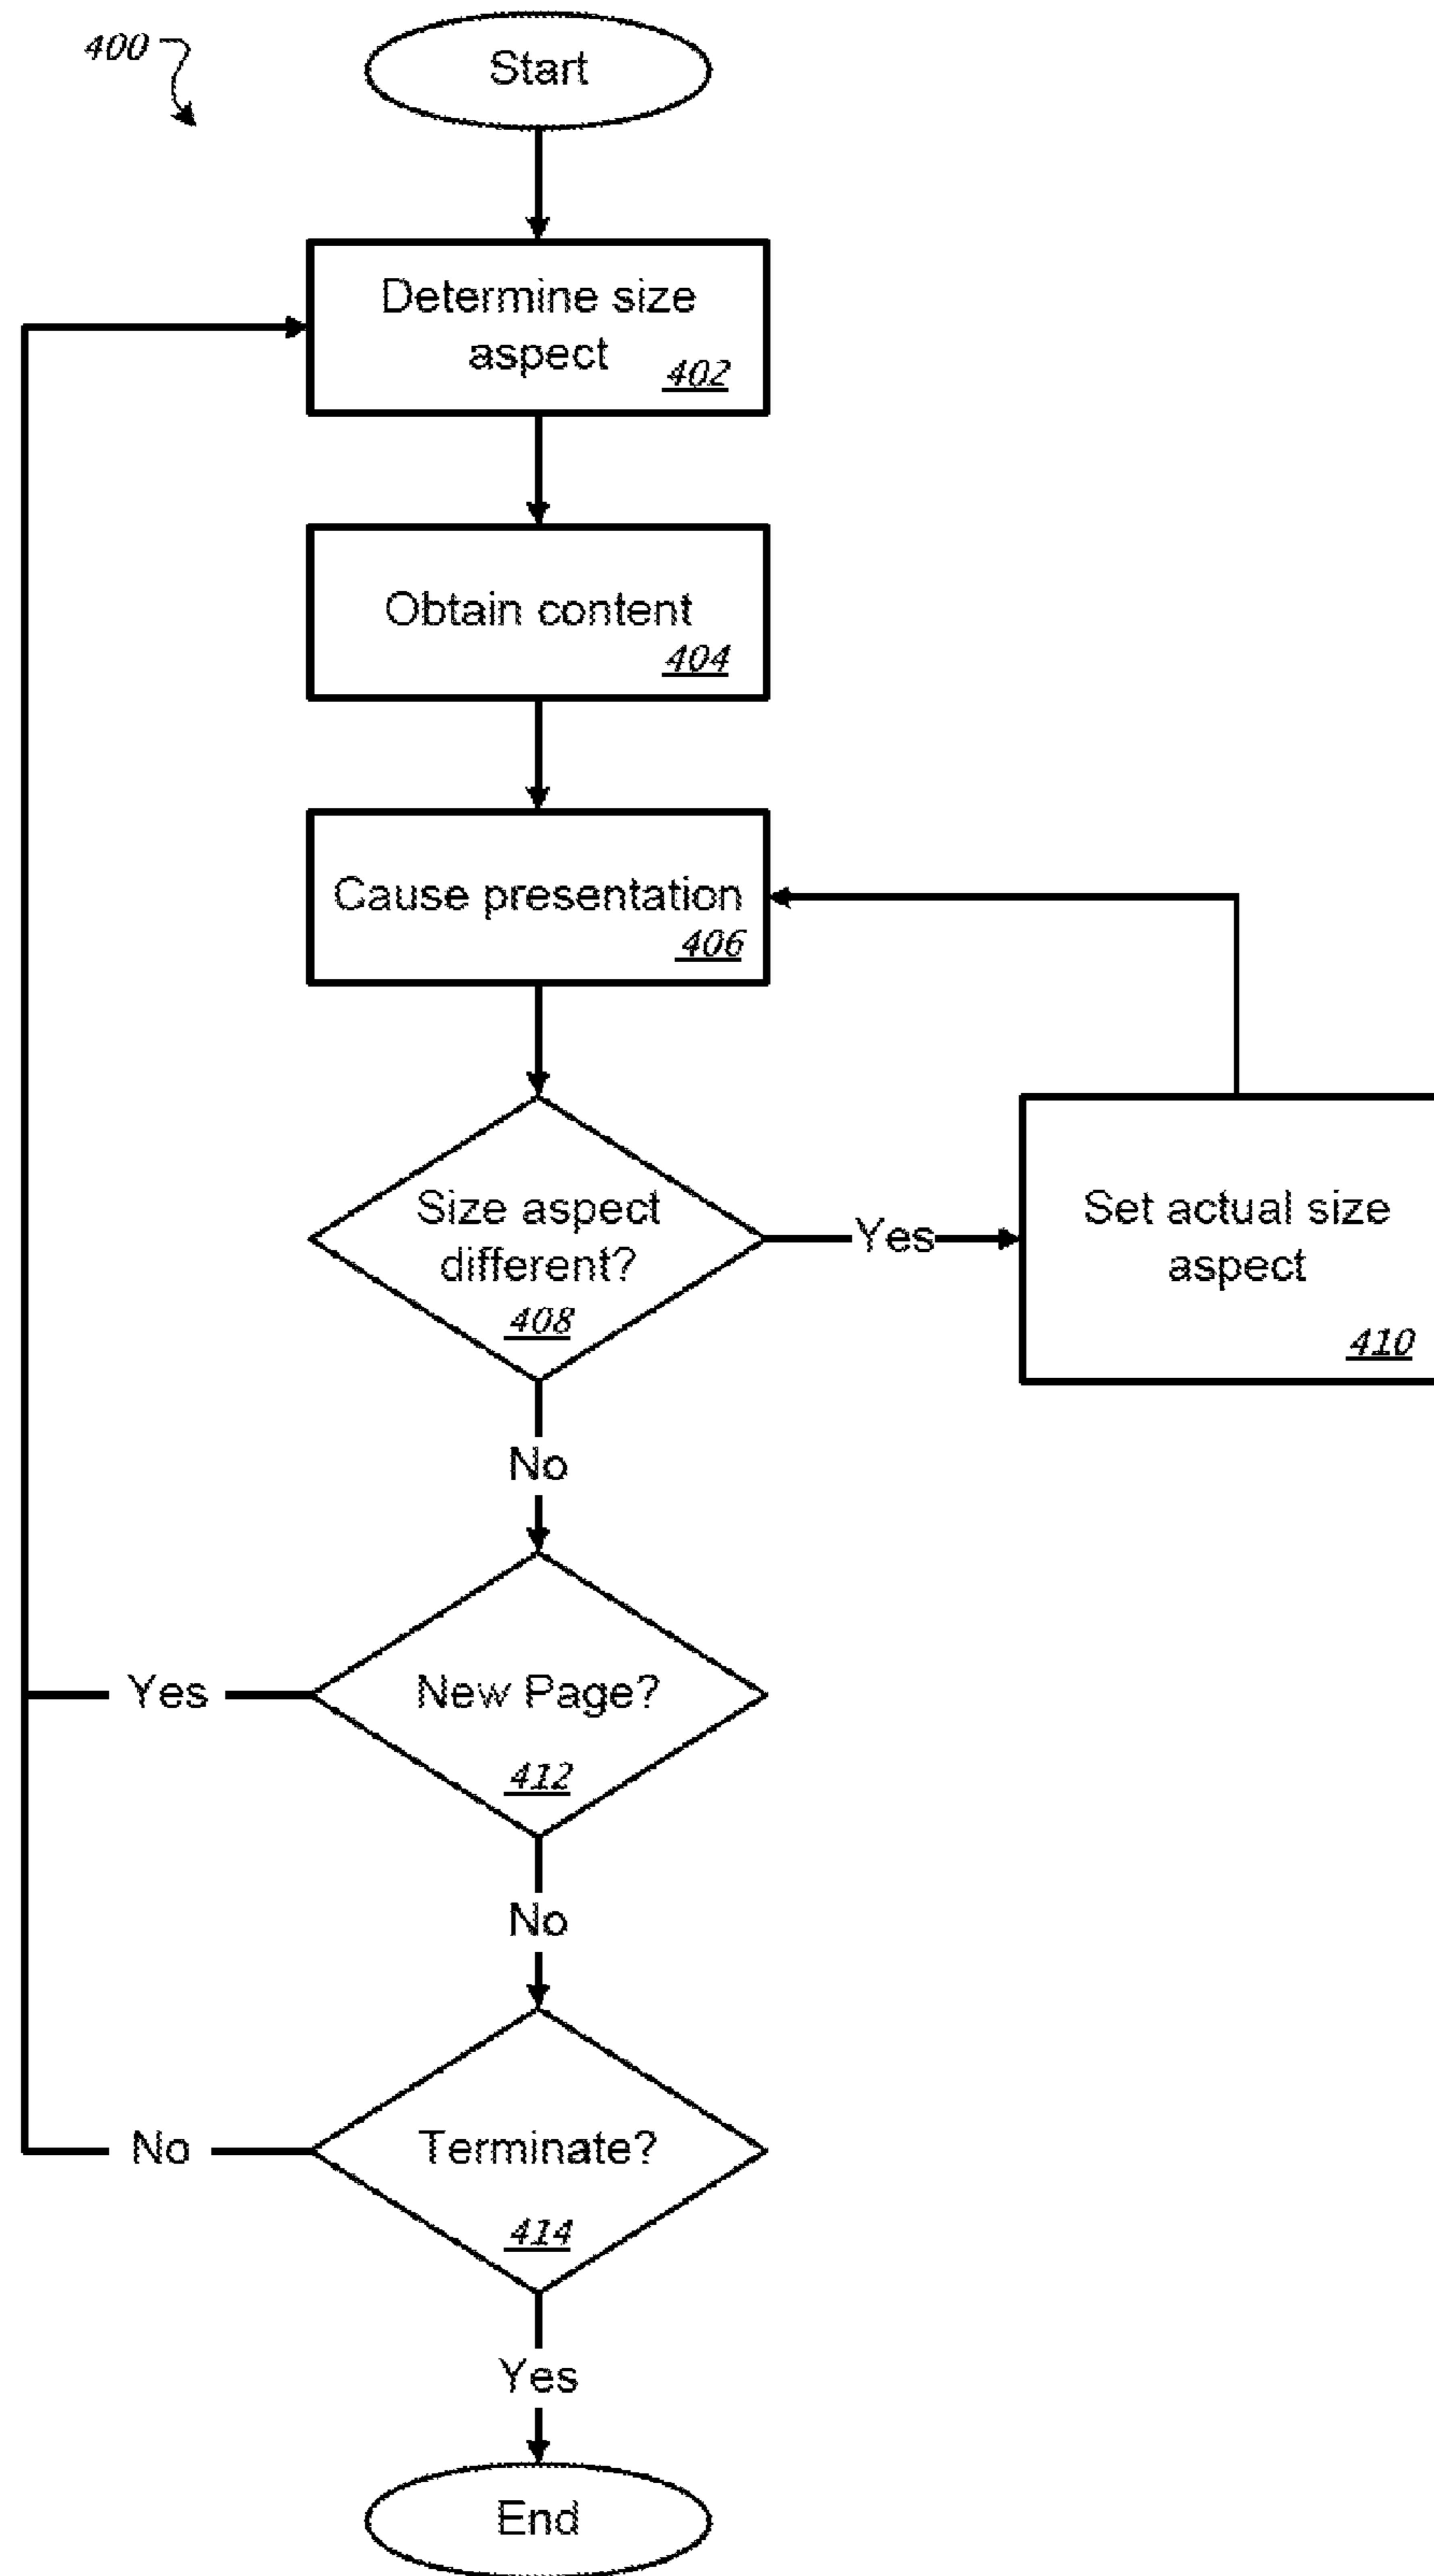 400
Start
Determine size
aspect
402
Obtain content
404
Cause presentation
406
Size aspect
different?
408
Yes
Set actual size
aspect
410
No
New Page?
412
Yes
No
Terminate?
414
No
Yes
End